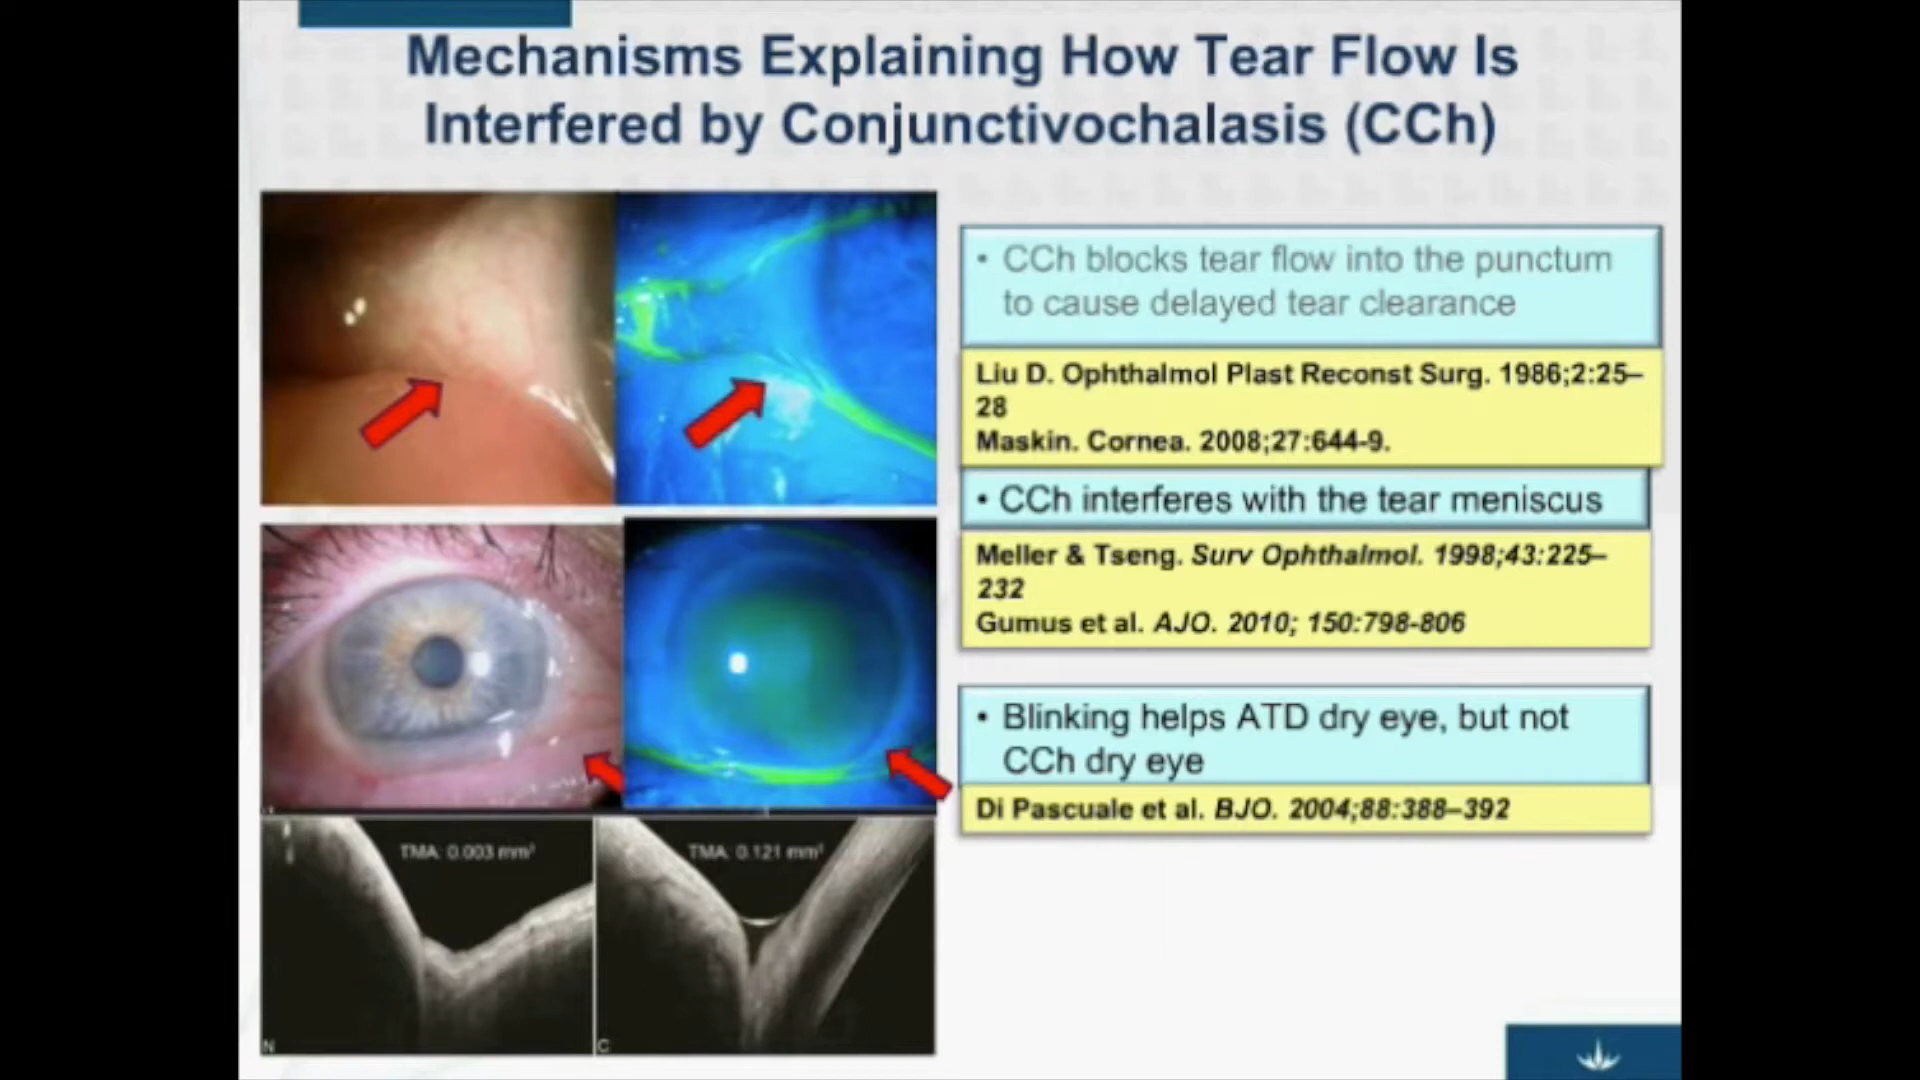 Mechanisms Explaining How Tear Flow Is
Interfered by Conjunctivochalasis (CCh)
• CCh blocks tear flow into the punctum
to cause delayed tear clearance
Liu D. Ophthalmol Plast Reconst Surg. 1986;2:25–
28
Maskin. Cornea. 2008;27:644-9.
• CCh interferes with the tear meniscus
Meller & Tseng. Surv Ophthalmol. 1998;43:225–
232
Gumus et al. AJO. 2010; 150:798-806
• Blinking helps ATD dry eye, but not
CCh dry eye
Di Pascuale et al. BJO. 2004;88:388–392
TMA: 0.003 mm²
TMA: 0.121 mm²
N
C